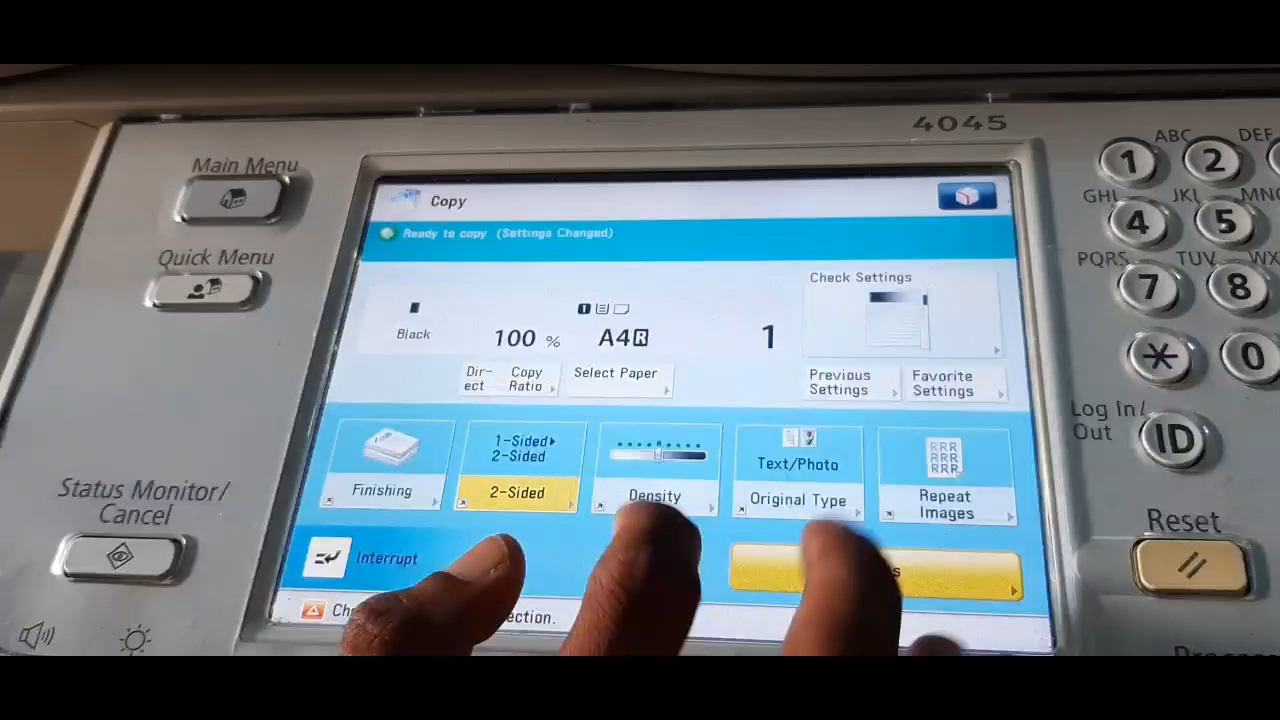 4045
Main Menu
Quick Menu
Status Monitor/
Cancel
Copy
Ready to copy (Settings Changed)
Check Settings
Black
100 %
1
A4R
1
Dir-
ect
Copy
Ratio
Select Paper
Previous
Settings
Favorite
Settings
1-Sided
2-Sided
Text/Photo
RRR
RRR
RRR
Finishing
2-Sided
Density
Original Type
Repeat
Images
Interrupt
ection.
ABC
DEF
1
2
GHI
JKL
MNO
4
5
PQRS
TUV
WX
7
8
*
0
Log In/
Out
ID
Reset